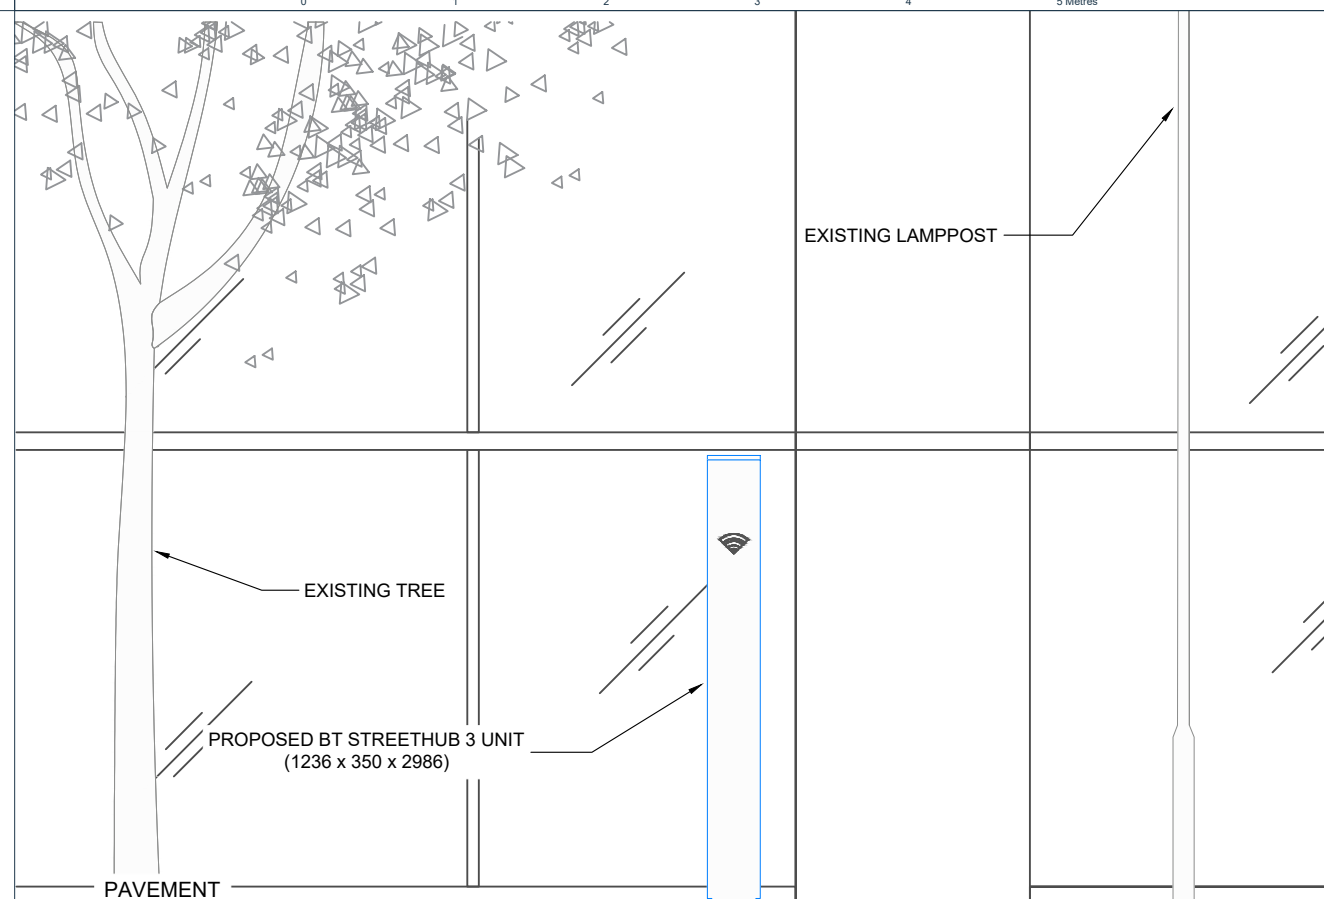 0 1 2 3 4 5 Metres
EXISTING LAMPPOST
EXISTING TREE
PROPOSED BT STREETHUB 3 UNIT
(1236 x 350 x 2986)
PAVEMENT